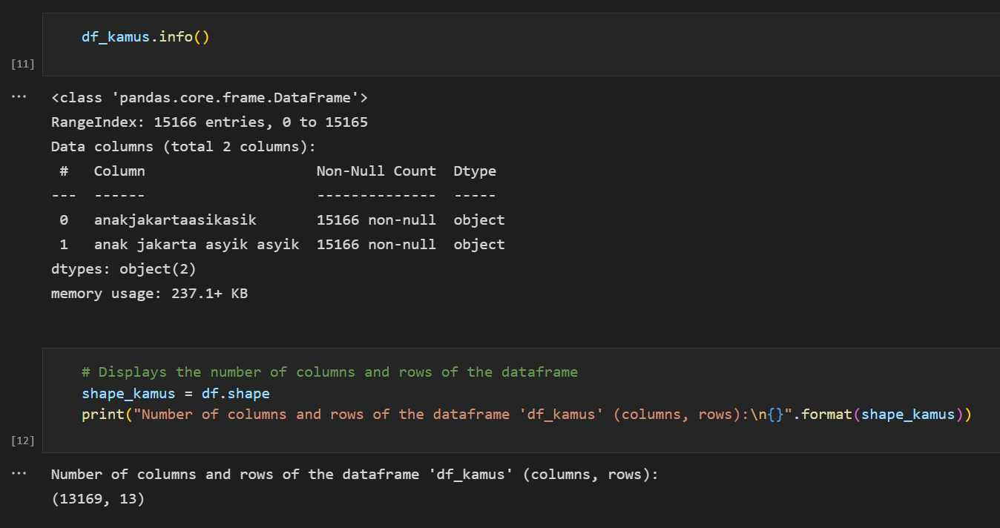 df_kamus.info()
[11]
...
<class 'pandas.core.frame.DataFrame'>
RangeIndex: 15166 entries, 0 to 15165
Data columns (total 2 columns):
 #   Column                    Non-Null Count  Dtype
---  ------                    --------------  -----
 0   anakjakartaasikasik       15166 non-null  object
 1   anak jakarta asyik asyik  15166 non-null  object
dtypes: object(2)
memory usage: 237.1+ KB
# Displays the number of columns and rows of the dataframe
shape_kamus = df.shape
print("Number of columns and rows of the dataframe 'df_kamus' (columns, rows):\n{}".format(shape_kamus))
[12]
...
Number of columns and rows of the dataframe 'df_kamus' (columns, rows):
(13169, 13)